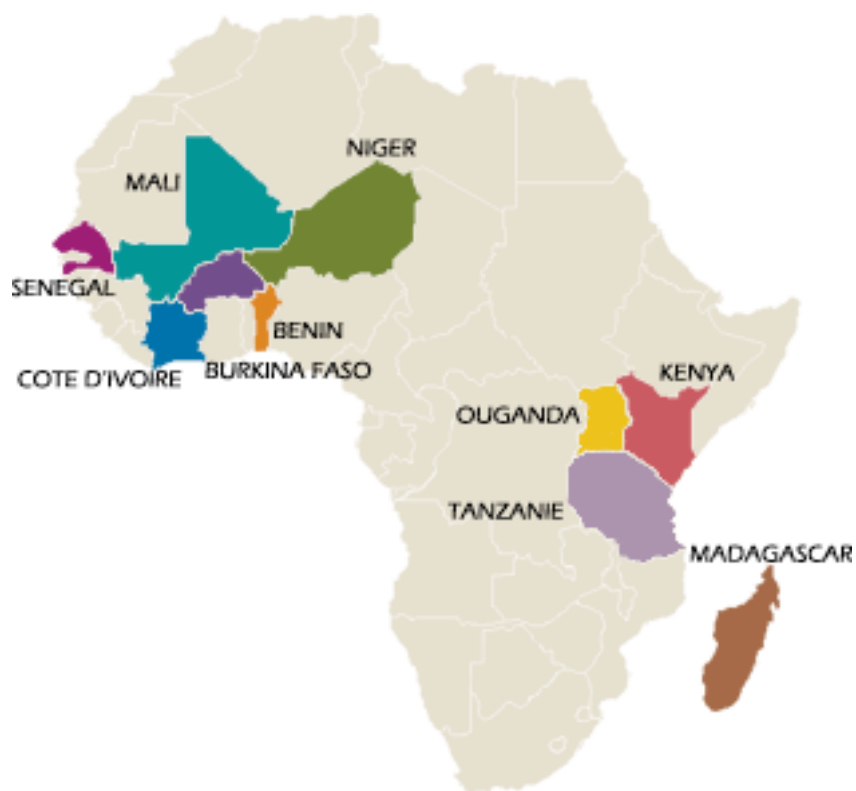 NIGER
MALI
SENEGAL
BENIN
COTE D'IVOIRE
BURKINA FASO
KENYA
OUGANDA
TANZANIE
MADAGASCAR